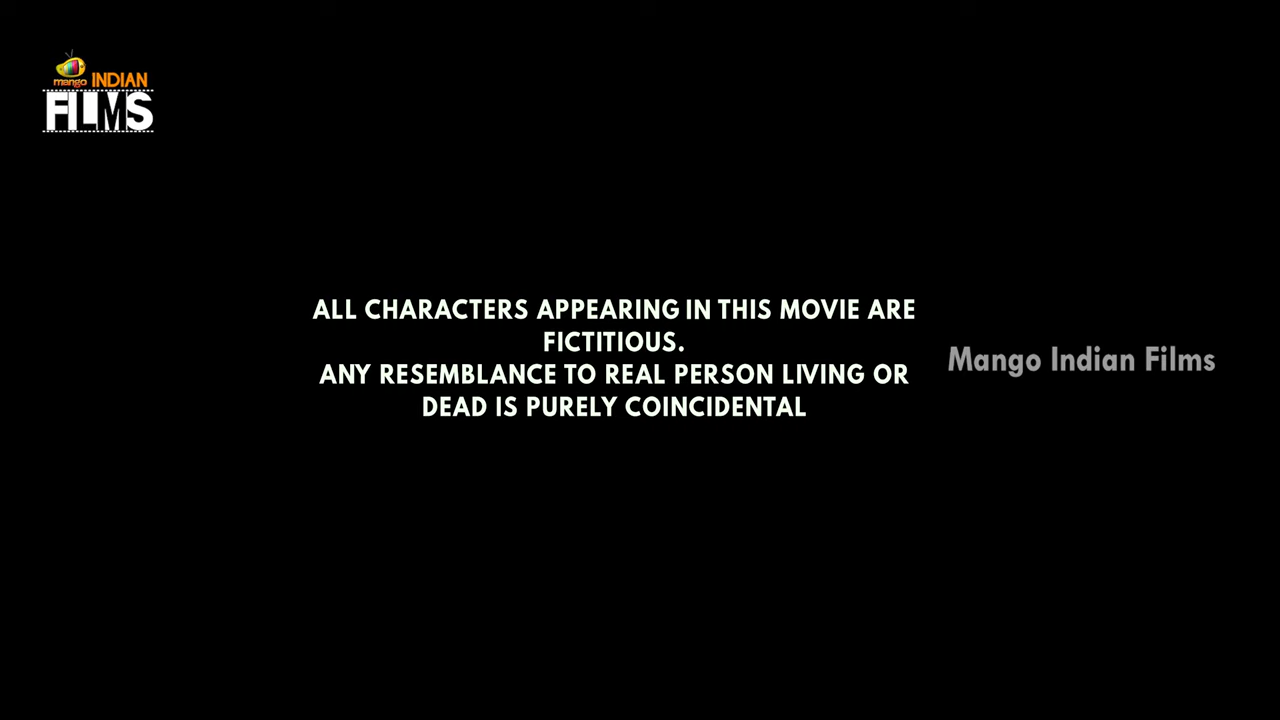 mango INDIAN
FILMS
ALL CHARACTERS APPEARING IN THIS MOVIE ARE
FICTITIOUS.
ANY RESEMBLANCE TO REAL PERSON LIVING OR
DEAD IS PURELY COINCIDENTAL
Mango Indian Films